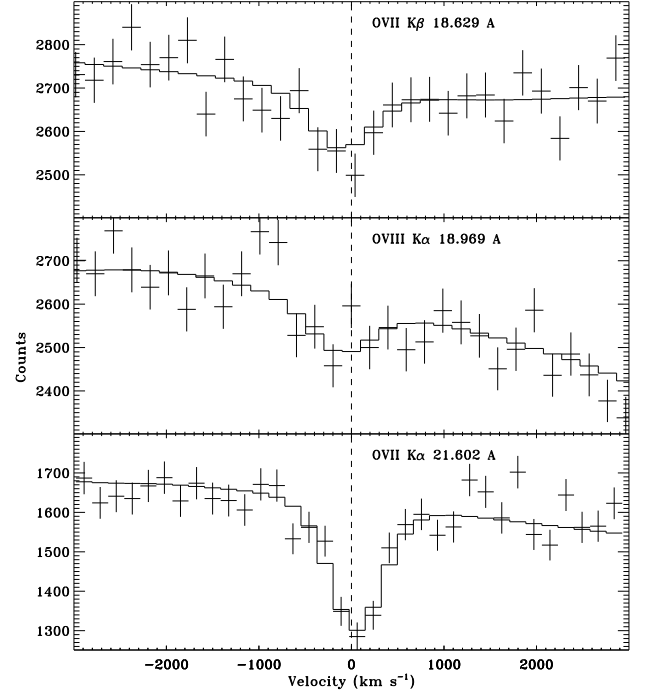 OVII Kβ 18.629 A
2800
2700
2600
2500
OVIII Kα 18.969 A
2700
2600
2500
2400
Counts
OVII Kα 21.602 A
1700
1600
1500
1400
1300
−2000 −1000 0 1000 2000
Velocity (km s⁻¹)